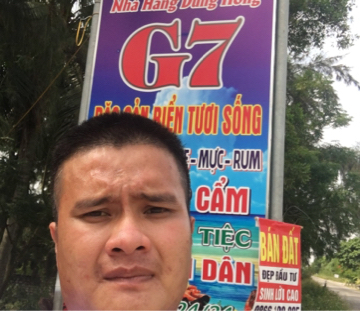 Nhà Hàng Dũng Hồng
G7
ĐẶC SẢN BIỂN TƯƠI SỐNG
-MỰC-RUM
CẨM
TIỆC
DÂN
BÁN ĐẤT
ĐẸP ĐẦU TƯ
SINH LỜI CAO